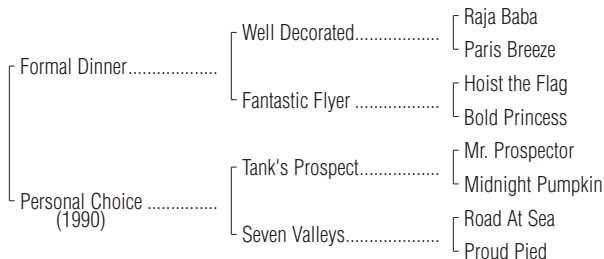 Raja Baba
Well Decorated..................
Paris Breeze
Formal Dinner...................
Hoist the Flag
Fantastic Flyer ..................
Bold Princess
Mr. Prospector
Tank's Prospect.................
Midnight Pumpkin
Personal Choice ...............
(1990)
Road At Sea
Seven Valleys....................
Proud Pied